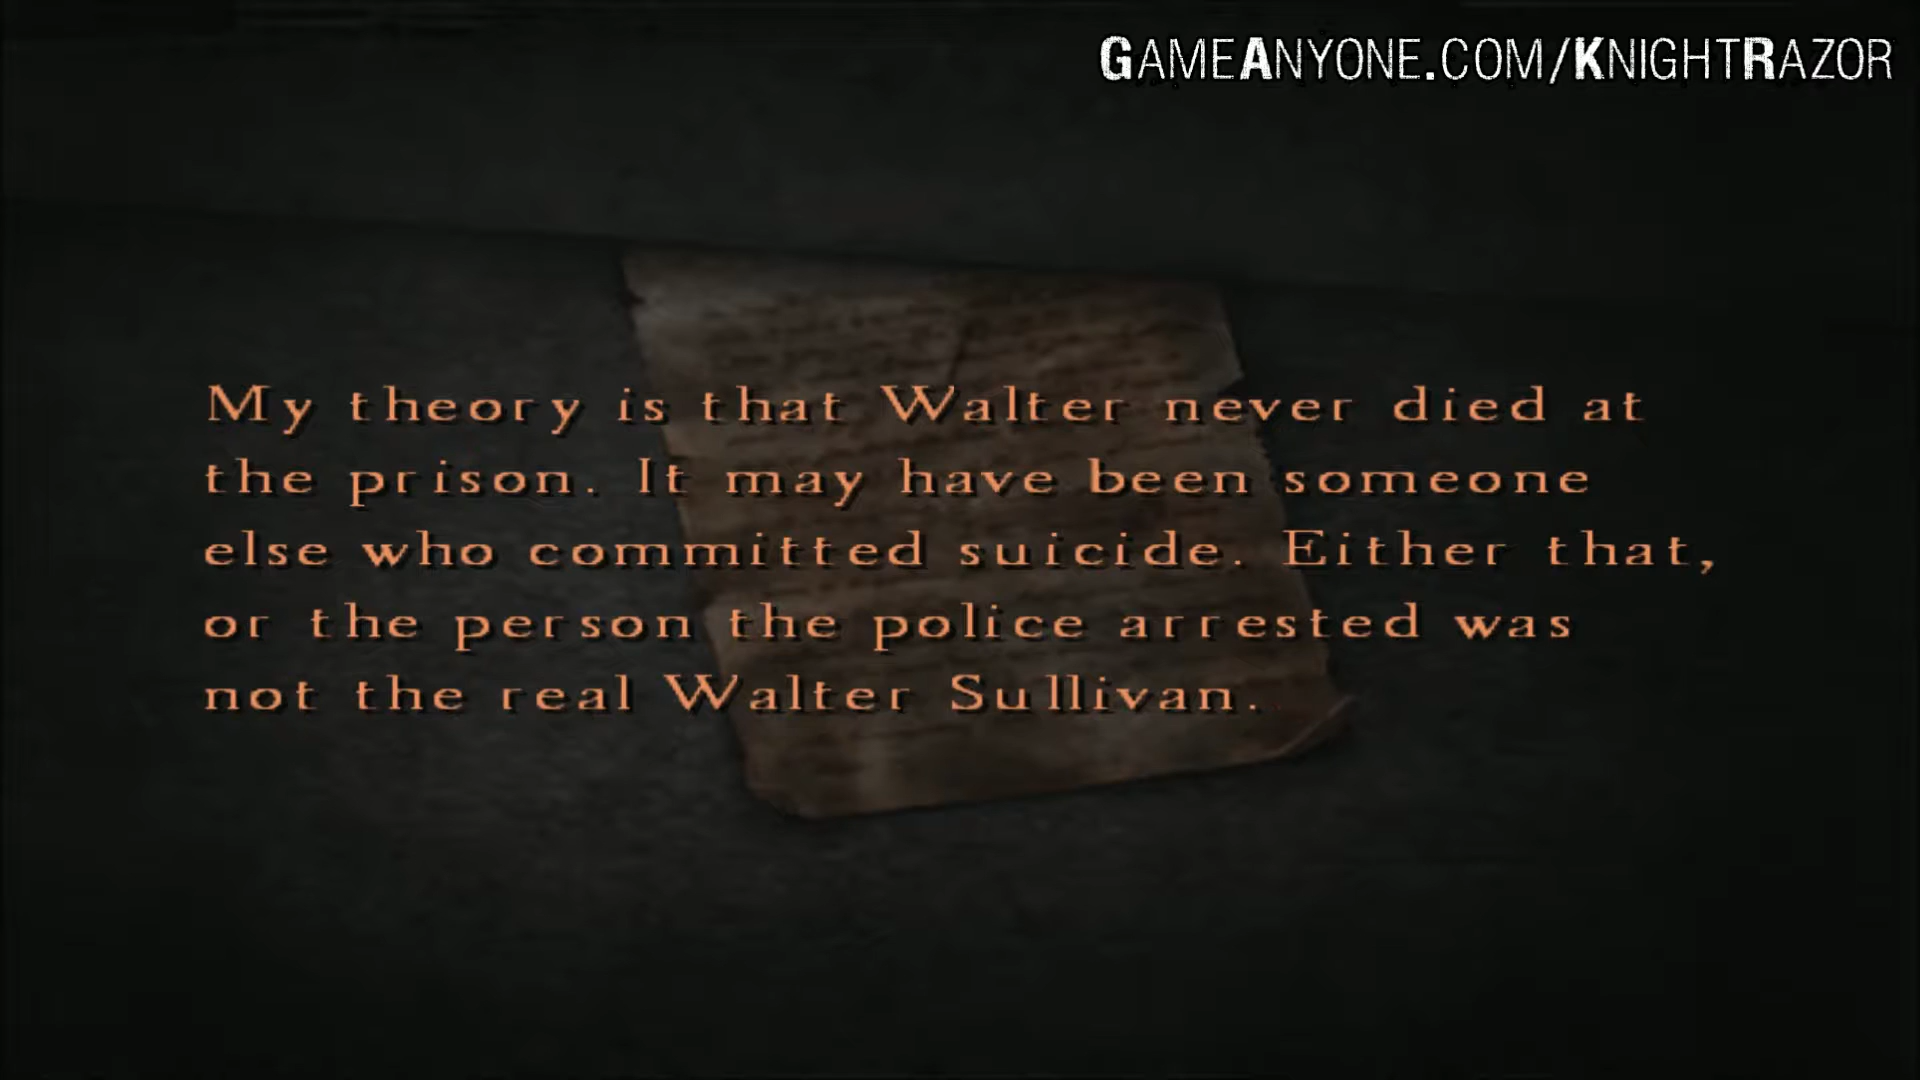 GAMEANYONE.COM/KNIGHTRAZOR
My theory is that Walter never died at
the prison. It may have been someone
else who committed suicide. Either that,
or the person the police arrested was
not the real Walter Sullivan.